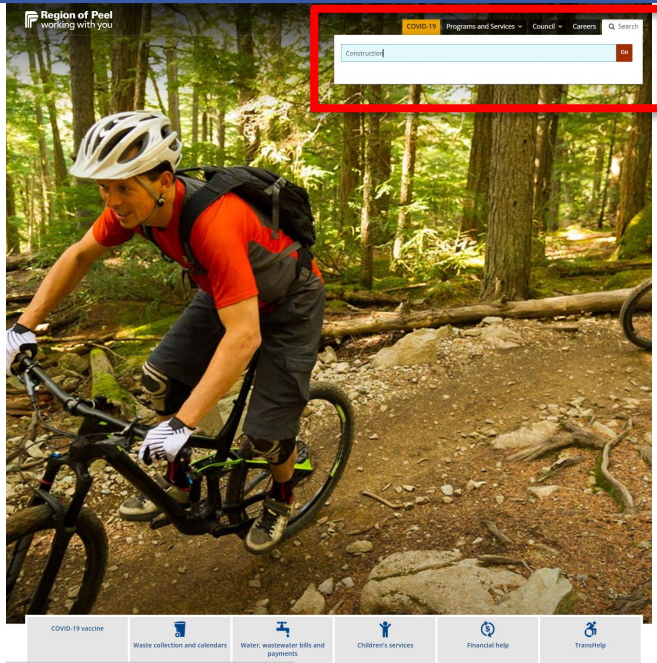 Region of Peel
working with you
COVID-19 Programs and Services Council Careers Search
Construction Go
COVID-19 vaccine
Waste collection and calendars
Water, wastewater bills and
payments
Children's services
Financial help
TransHelp